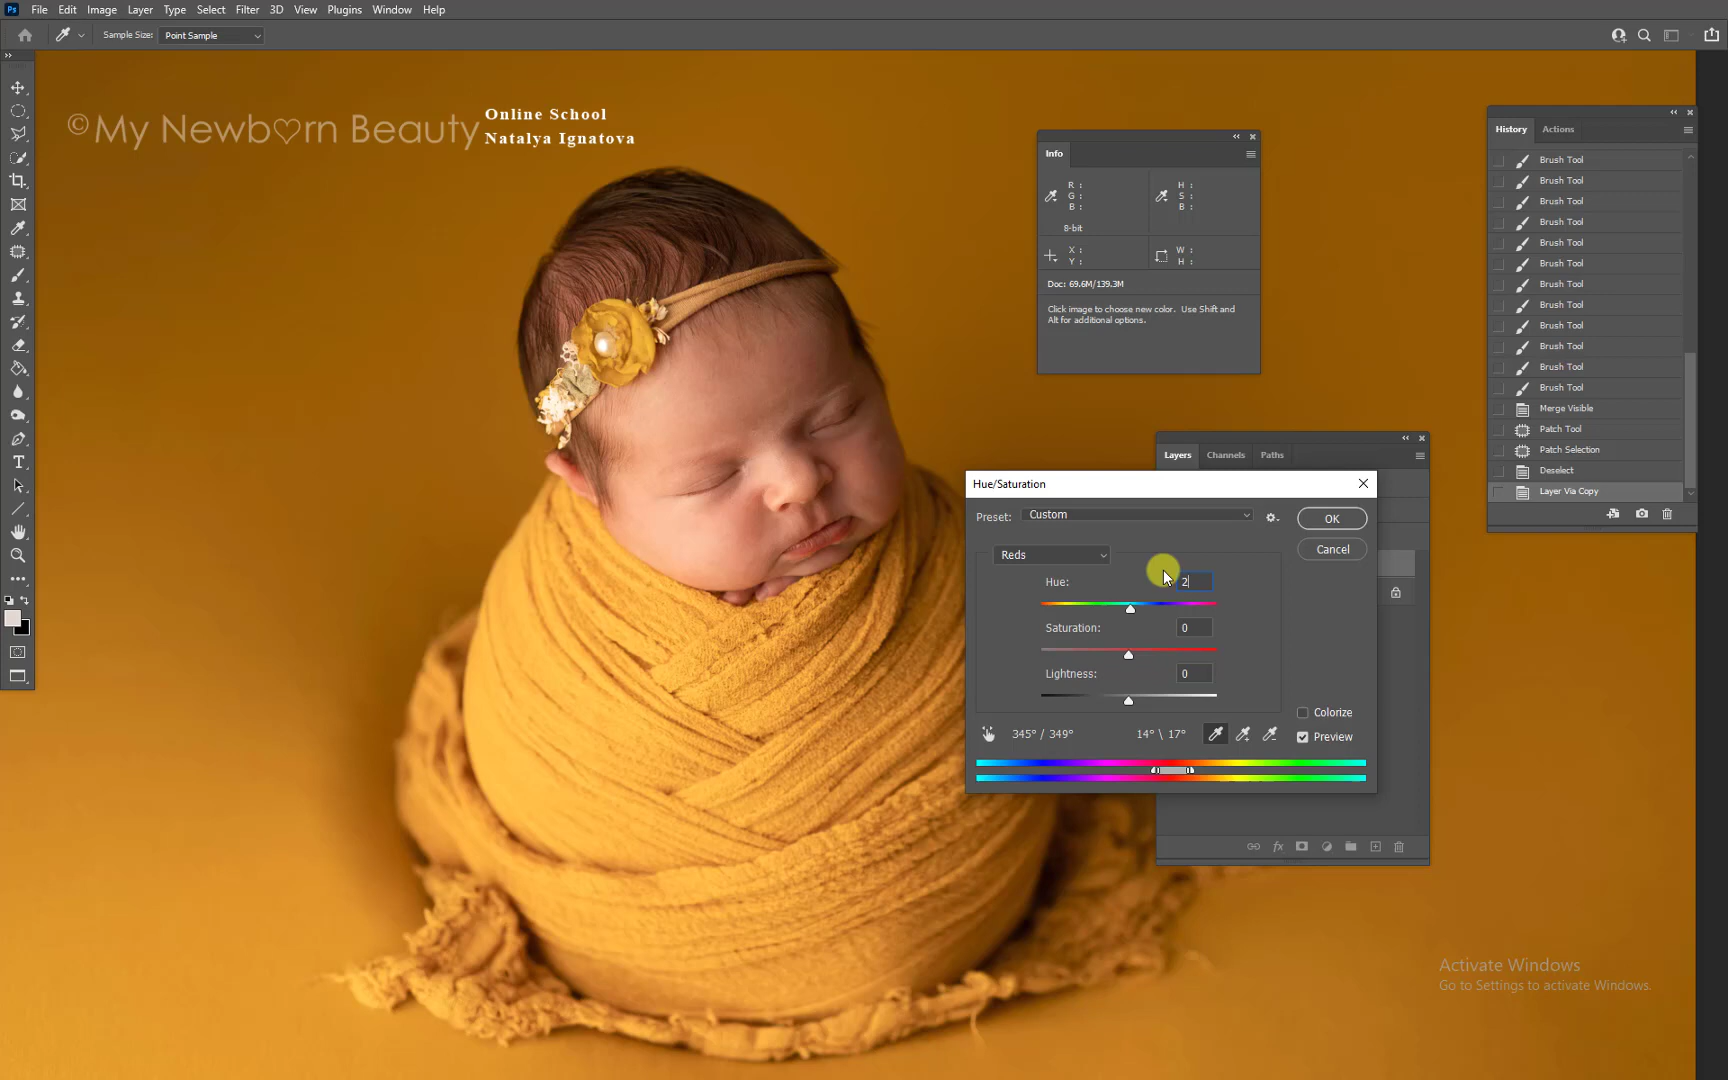 Ps File Edit Image Layer Type Select Filter 3D View Plugins Window Help
Sample Size: Point Sample
©My Newborn Beauty
Online School
Natalya Ignatova
Info
R :
G :
B :
H :
S :
B :
8-bit
X :
Y :
W :
H :
Doc: 69.6M/139.3M
Click image to choose new color. Use Shift and
Alt for additional options.
History Actions
Brush Tool
Brush Tool
Brush Tool
Brush Tool
Brush Tool
Brush Tool
Brush Tool
Brush Tool
Brush Tool
Brush Tool
Brush Tool
Brush Tool
Merge Visible
Patch Tool
Patch Selection
Deselect
Layer Via Copy
Layers Channels Paths
Hue/Saturation
Preset: Custom
OK
Reds
Cancel
Hue: 2
Saturation: 0
Lightness: 0
Colorize
345° / 349° 14° \ 17°
Preview
fx
Activate Windows
Go to Settings to activate Windows.